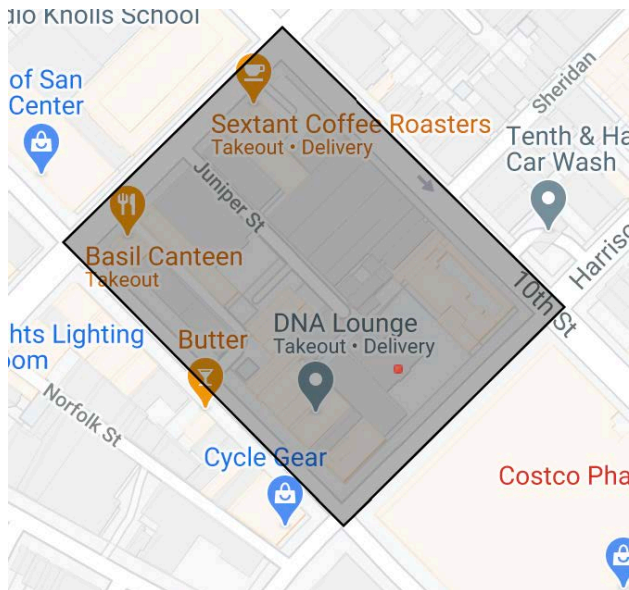 dio Knolls School
of San
Center
Sextant Coffee Roasters
Takeout • Delivery
Sheridan
Tenth & Ha
Car Wash
Juniper St
Basil Canteen
Takeout
Harriso
10th St
DNA Lounge
Takeout • Delivery
hts Lighting
oom
Butter
Norfolk St
Cycle Gear
Costco Pha